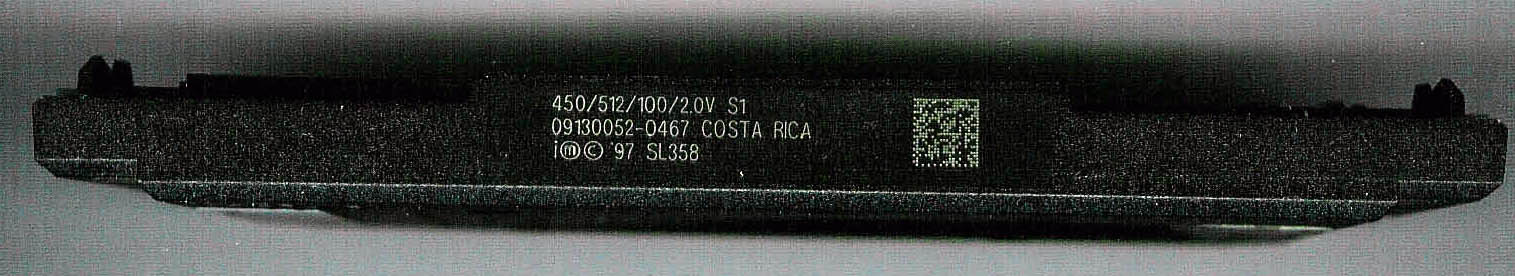 450/512/100/2.0V S1
09130052-0467 COSTA RICA
i ⓜ © '97 SL358